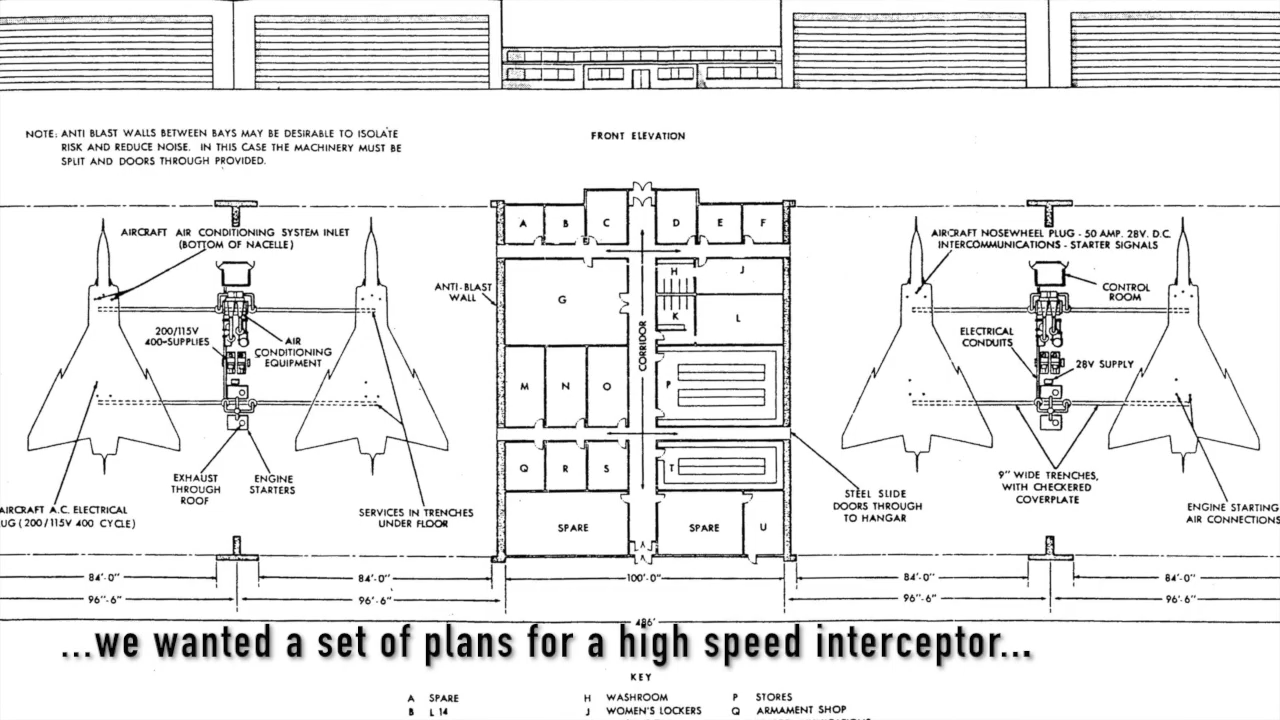 NOTE: ANTI BLAST WALLS BETWEEN BAYS MAY BE DESIRABLE TO ISOLATE
RISK AND REDUCE NOISE. IN THIS CASE THE MACHINERY MUST BE
SPLIT AND DOORS THROUGH PROVIDED.
FRONT ELEVATION
AIRCRAFT AIR CONDITIONING SYSTEM INLET
(BOTTOM OF NACELLE)
A B C D E F
AIRCRAFT NOSEWHEEL PLUG - 50 AMP. 28V. D.C.
INTERCOMMUNICATIONS - STARTER SIGNALS
ANTI-BLAST
WALL
G
H
J
K
L
CORRIDOR
CONTROL
ROOM
200/115V
400-SUPPLIES
AIR
CONDITIONING
EQUIPMENT
ELECTRICAL
CONDUITS
28V SUPPLY
M N O P
Q R S T
EXHAUST
THROUGH
ROOF
ENGINE
STARTERS
AIRCRAFT A.C. ELECTRICAL
UG (200/115V 400 CYCLE)
SERVICES IN TRENCHES
UNDER FLOOR
SPARE
SPARE
U
STEEL SLIDE
DOORS THROUGH
TO HANGAR
9" WIDE TRENCHES,
WITH CHECKERED
COVERPLATE
ENGINE STARTING
AIR CONNECTIONS
84'-0" 84'-0" 100'-0" 84'-0" 84'-0"
96'-6" 96'-6" 96'-6" 96'-6"
486'
...we wanted a set of plans for a high speed interceptor...
KEY
A SPARE
B L 14
H WASHROOM
J WOMEN'S LOCKERS
P STORES
Q ARMAMENT SHOP